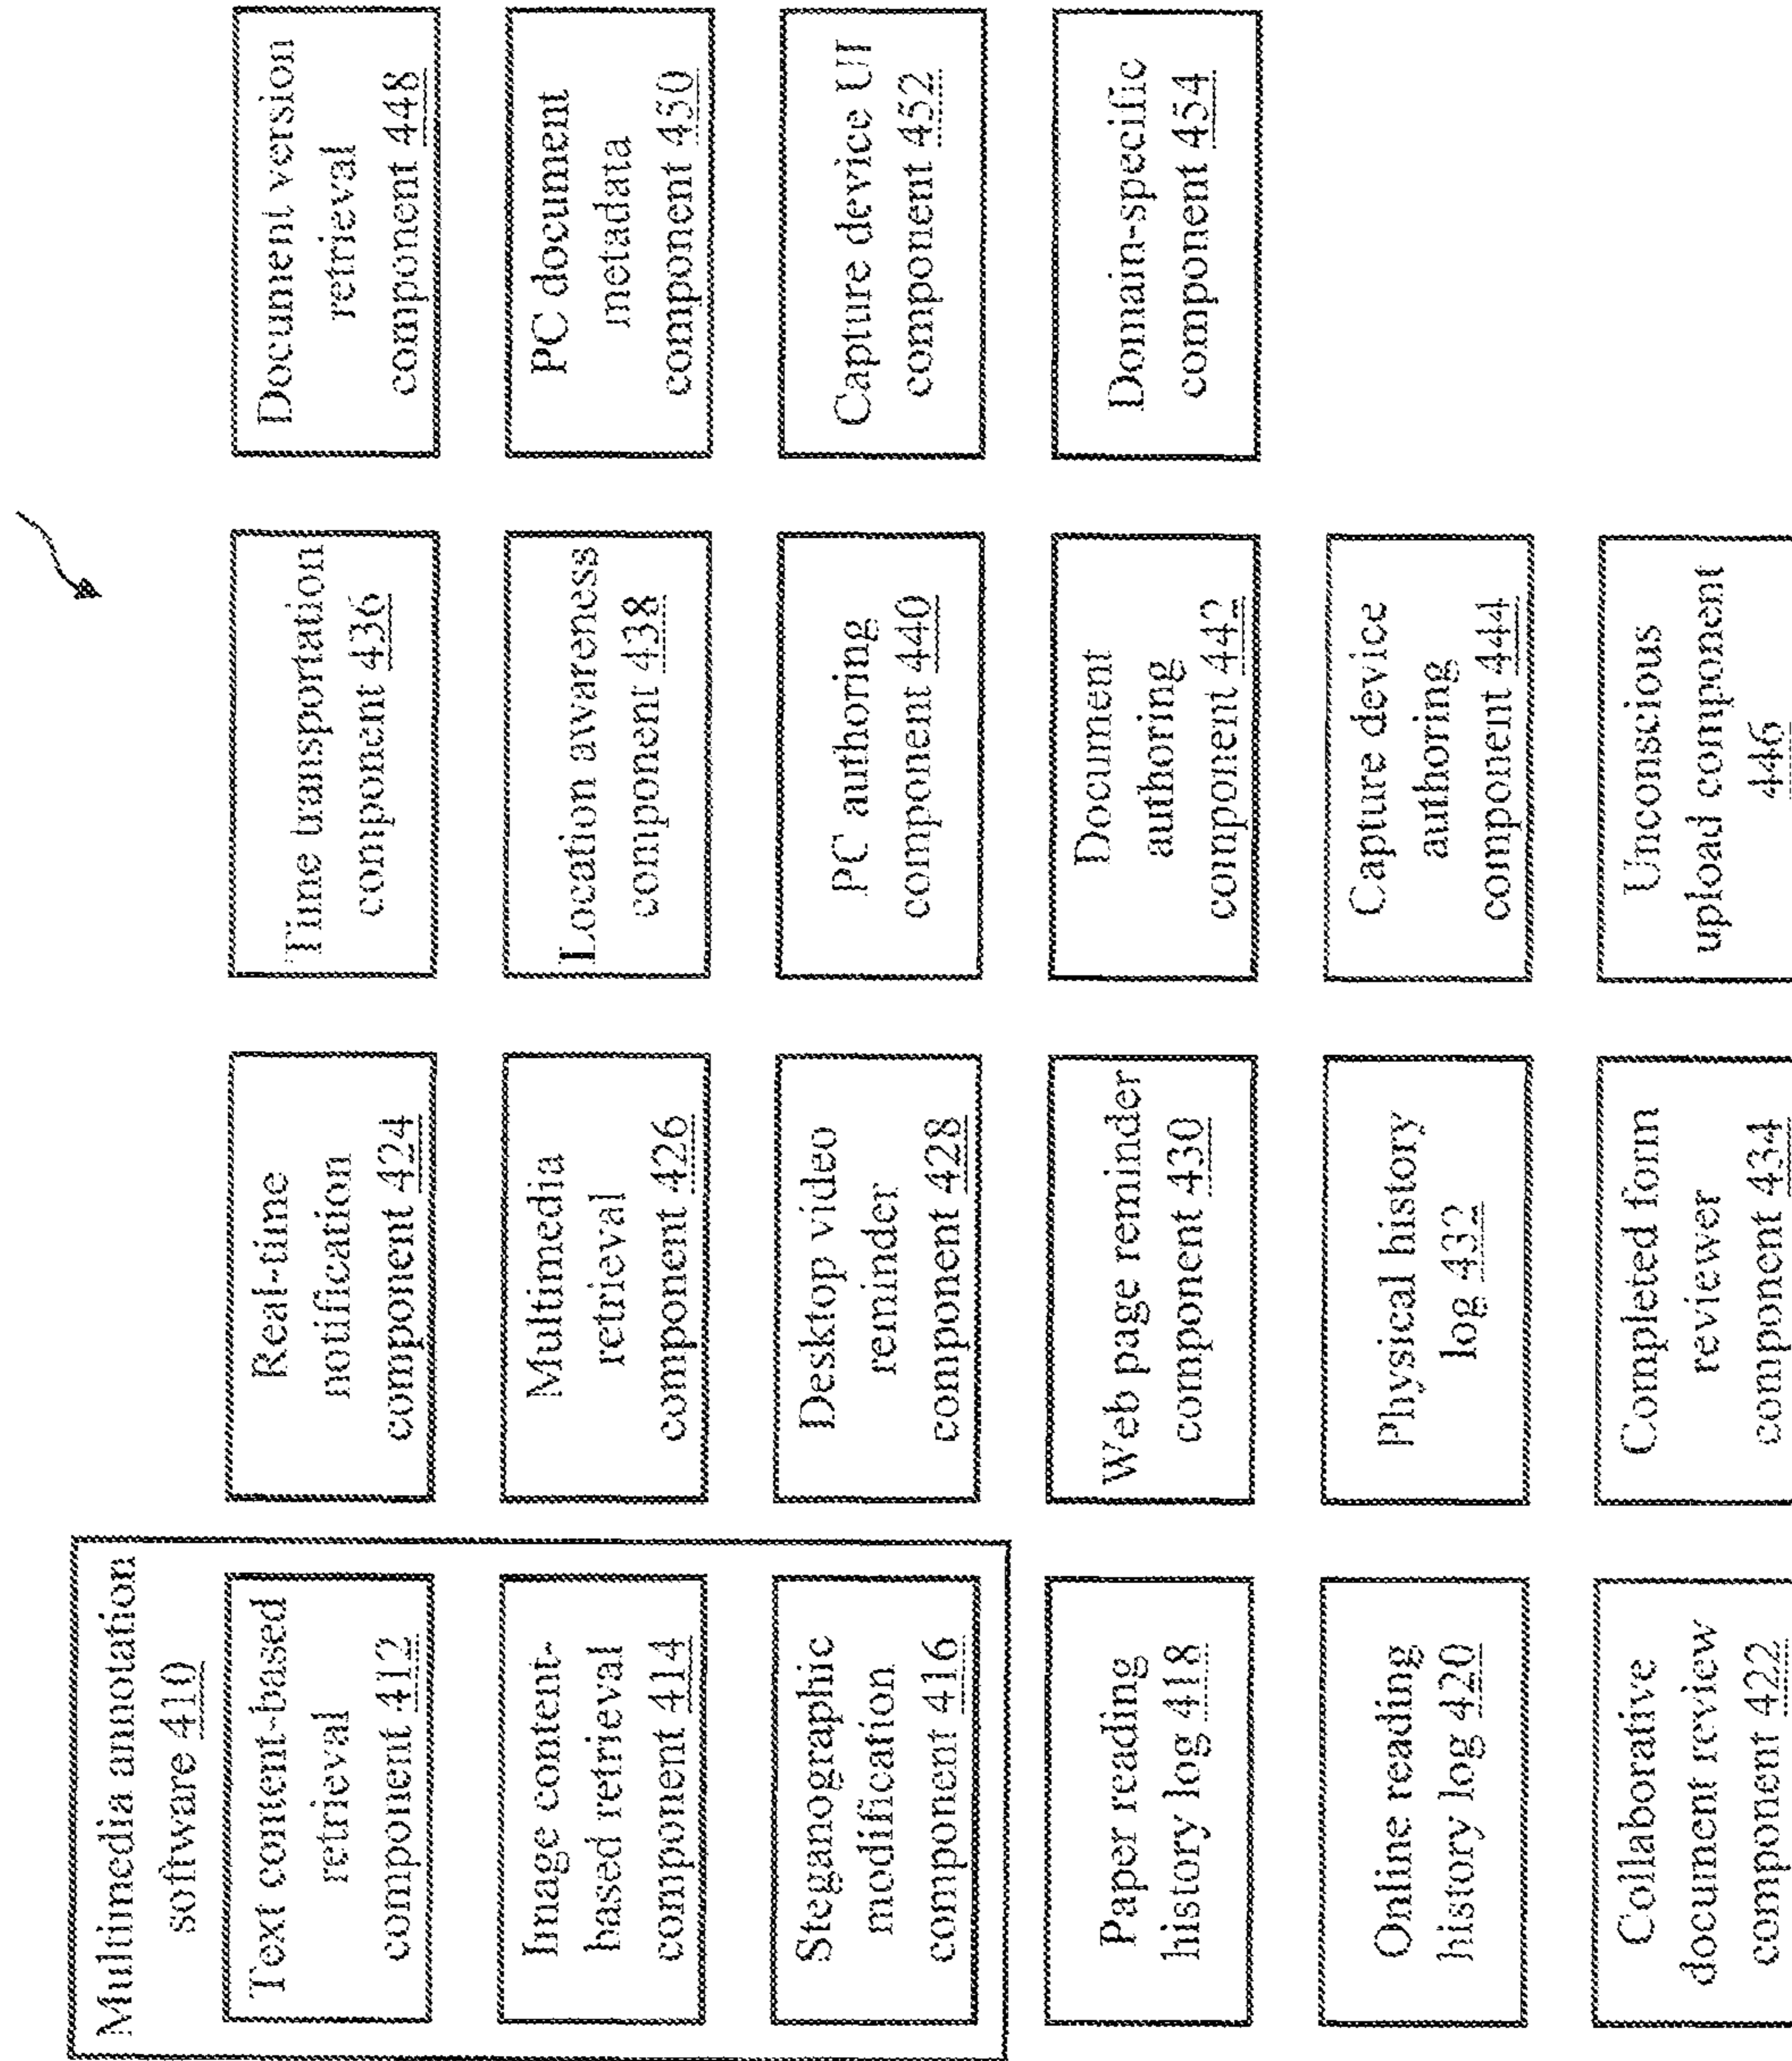 Multimedia annotation
software 410
Text content-based
retrieval
component 412
Image content-
based retrieval
component 414
Steganographic
modification
component 416
Paper reading
history log 418
Online reading
history log 420
Collaborative
document review
component 422
Real-time
notification
component 424
Multimedia
retrieval
component 426
Desktop video
reminder
component 428
Web page reminder
component 430
Physical history
log 432
Completed form
reviewer
component 434
Time transportation
component 436
Location awareness
component 438
PC authoring
component 440
Document
authoring
component 442
Capture device
authoring
component 444
Unconscious
upload component
446
Document version
retrieval
component 448
PC document
metadata
component 450
Capture device UI
component 452
Domain-specific
component 454